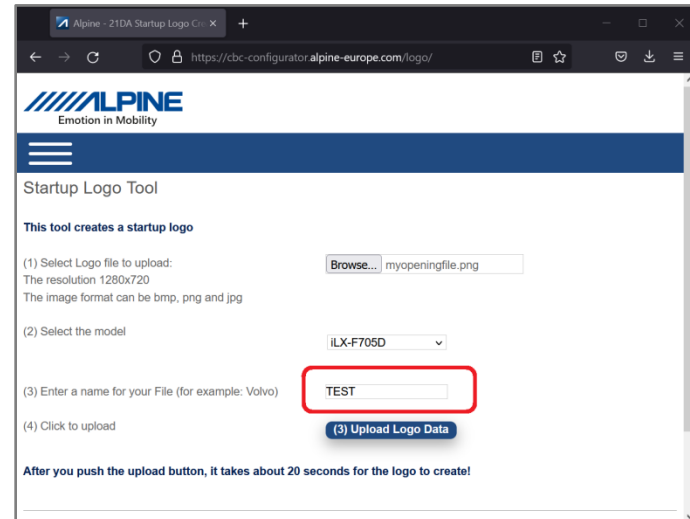 Alpine - 21DA Startup Logo Cre
https://cbc-configurator.alpine-europe.com/logo/
ALPINE
Emotion in Mobility
Startup Logo Tool
This tool creates a startup logo
(1) Select Logo file to upload:
Browse... myopeningfile.png
The resolution 1280x720
The image format can be bmp, png and jpg
(2) Select the model
iLX-F705D
(3) Enter a name for your File (for example: Volvo) TEST
(4) Click to upload
(3) Upload Logo Data
After you push the upload button, it takes about 20 seconds for the logo to create!